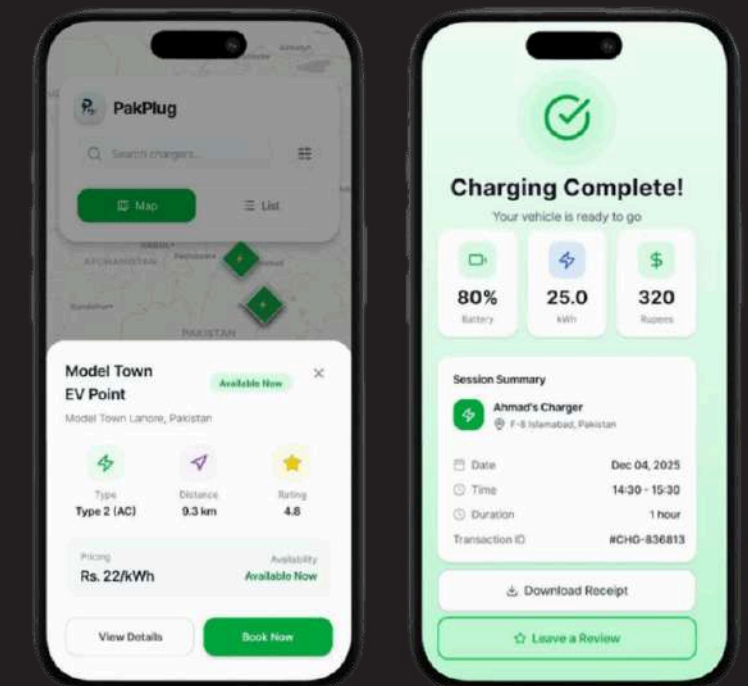 PakPlug
Search chargers...
Map
List
AFGHANISTAN
PAKISTAN
Model Town
EV Point
Available Now
Model Town Lahore, Pakistan
Type
Distance
Rating
Type 2 (AC)
9.3 km
4.8
Pricing
Availability
Rs. 22/kWh
Available Now
View Details
Book Now
Charging Complete!
Your vehicle is ready to go
80%
25.0
320
Battery
kWh
Rupees
Session Summary
Ahmad's Charger
F-8 Islamabad, Pakistan
Date
Dec 04, 2025
Time
14:30 - 15:30
Duration
1 hour
Transaction ID
#CHG-836813
Download Receipt
Leave a Review